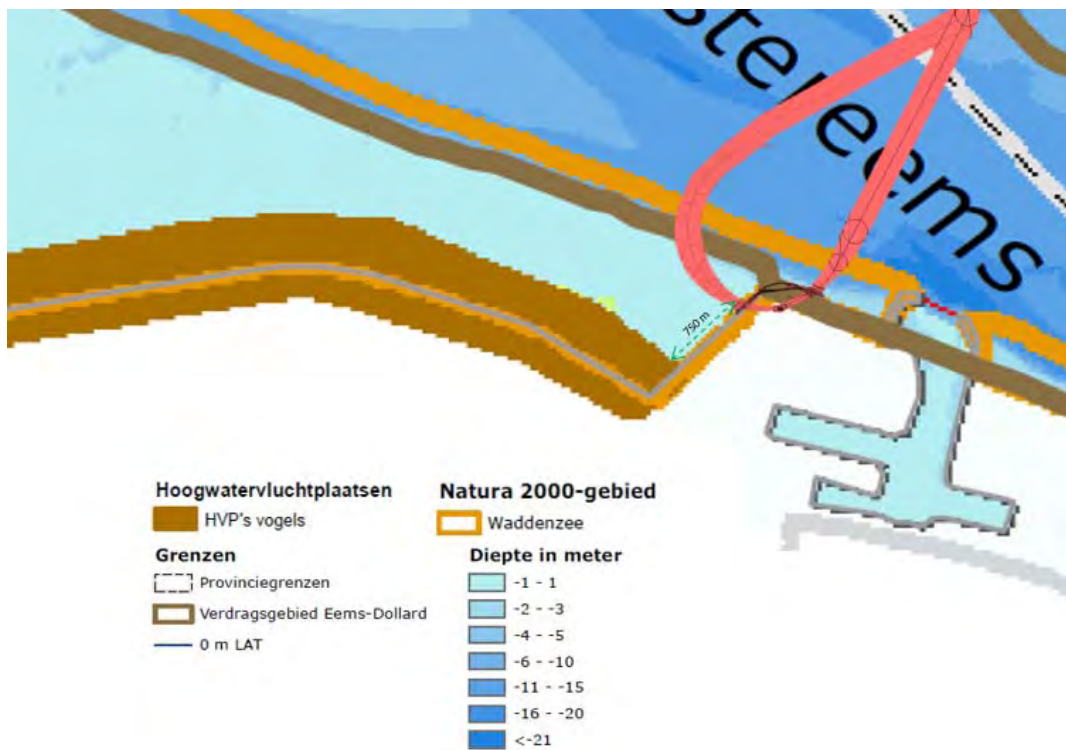 stereems
750 m
Hoogwatervluchtplaatsen
HVP's vogels
Grenzen
Provinciegrenzen
Verdragsgebied Eems-Dollard
0 m LAT
Natura 2000-gebied
Waddenzee
Diepte in meter
-1 - 1
-2 - -3
-4 - -5
-6 - -10
-11 - -15
-16 - -20
<-21